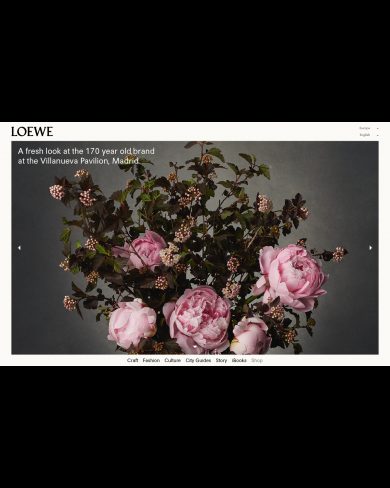 LOEWE
Europe
English
A fresh look at the 170 year old brand
at the Villanueva Pavilion, Madrid
Craft Fashion Culture City Guides Story iBooks Shop